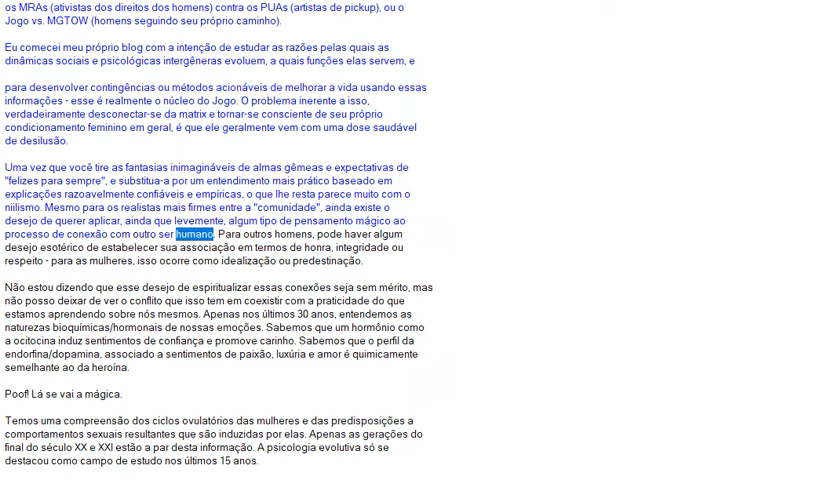 os MRAs (ativistas dos direitos dos homens) contra os PUAs (artistas de pickup), ou o
Jogo vs. MGTOW (homens seguindo seu próprio caminho).
Eu comecei meu próprio blog com a intenção de estudar as razões pelas quais as
dinâmicas sociais e psicológicas intergêneras evoluem, a quais funções elas servem, e
para desenvolver contingências ou métodos acionáveis de melhorar a vida usando essas
informações - esse é realmente o núcleo do Jogo. O problema inerente a isso,
verdadeiramente desconectar-se da matrix e tornar-se consciente de seu próprio
condicionamento feminino em geral, é que ele geralmente vem com uma dose saudável
de desilusão.
Uma vez que você tire as fantasias inimagináveis de almas gêmeas e expectativas de
"felizes para sempre", e substitua-a por um entendimento mais prático baseado em
explicações razoavelmente confiáveis e empíricas, o que lhe resta parece muito com o
niilismo. Mesmo para os realistas mais firmes entre a "comunidade", ainda existe o
desejo de querer aplicar, ainda que levemente, algum tipo de pensamento mágico ao
processo de conexão com outro ser humano. Para outros homens, pode haver algum
desejo esotérico de estabelecer sua associação em termos de honra, integridade ou
respeito - para as mulheres, isso ocorre como idealização ou predestinação.
Não estou dizendo que esse desejo de espiritualizar essas conexões seja sem mérito, mas
não posso deixar de ver o conflito que isso tem em coexistir com a praticidade do que
estamos aprendendo sobre nós mesmos. Apenas nos últimos 30 anos, entendemos as
naturezas bioquímicas/hormonais de nossas emoções. Sabemos que um hormônio como
a ocitocina induz sentimentos de confiança e promove carinho. Sabemos que o perfil da
endorfina/dopamina, associado a sentimentos de paixão, luxúria e amor é quimicamente
semelhante ao da heroína.
Poof! Lá se vai a mágica.
Temos uma compreensão dos ciclos ovulatórios das mulheres e das predisposições a
comportamentos sexuais resultantes que são induzidas por elas. Apenas as gerações do
final do século XX e XXI estão a par desta informação. A psicologia evolutiva só se
destacou como campo de estudo nos últimos 15 anos.